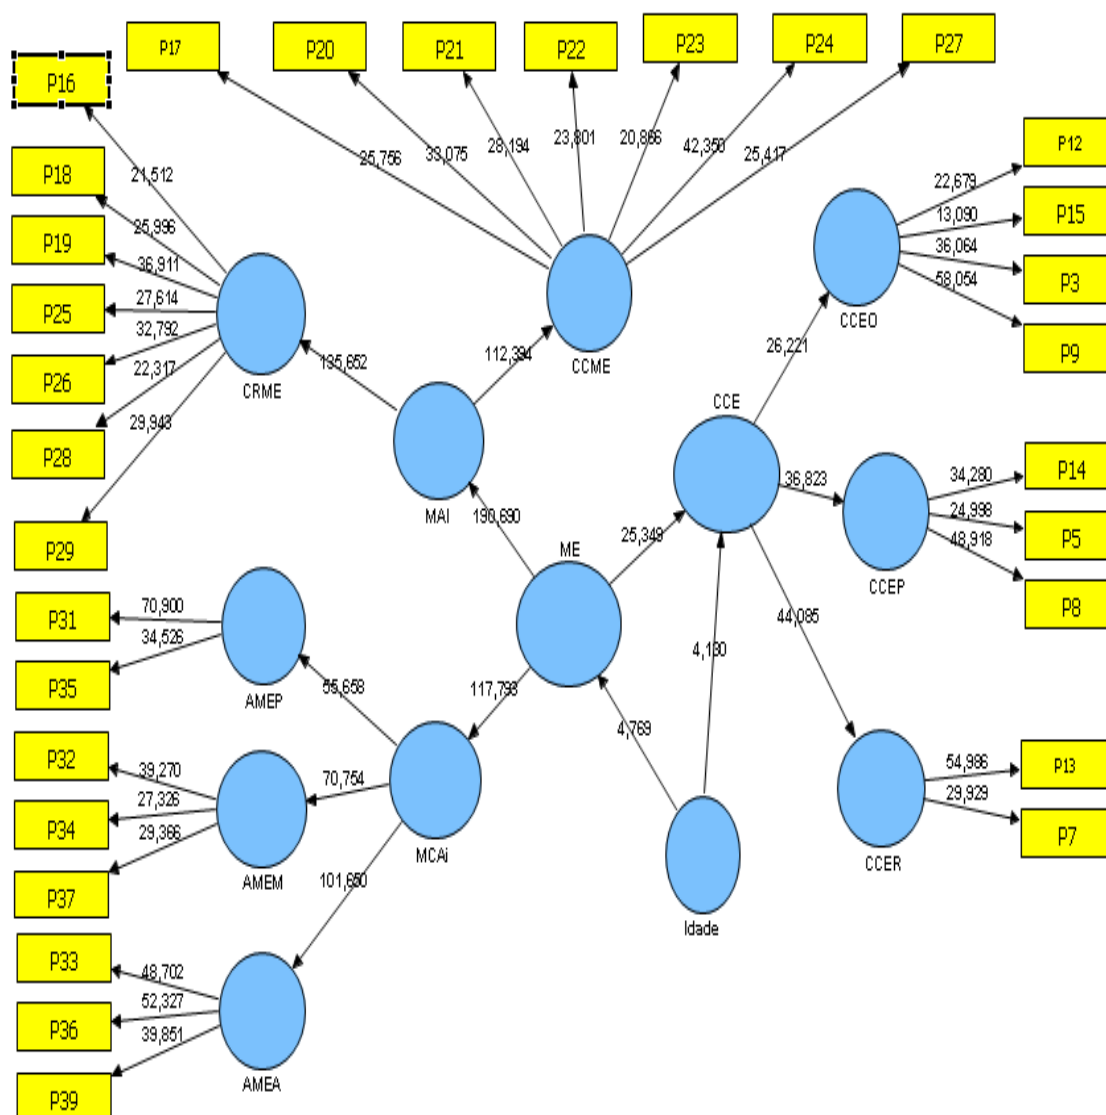 P17
P20
P21
P22
P23
P24
P27
P16
P12
P18
P15
P19
P3
P25
P9
P26
P28
P29
P14
P5
P8
P31
P35
P32
P34
P37
P13
P7
P33
P36
P39
25,756
33,075
28,194
23,801
20,866
42,350
25,417
21,512
25,996
36,911
27,614
32,792
22,317
29,943
22,679
13,090
36,064
58,054
CRME
CCME
CCEO
135,652
112,394
26,221
MAI
CCE
36,823
34,280
24,998
48,918
CCEP
190,690
ME
25,349
44,085
70,900
34,526
AMEP
55,658
117,793
4,130
4,769
39,270
27,326
29,366
AMEM
70,754
MCAi
101,650
54,986
29,929
CCER
Idade
48,702
52,327
39,851
AMEA